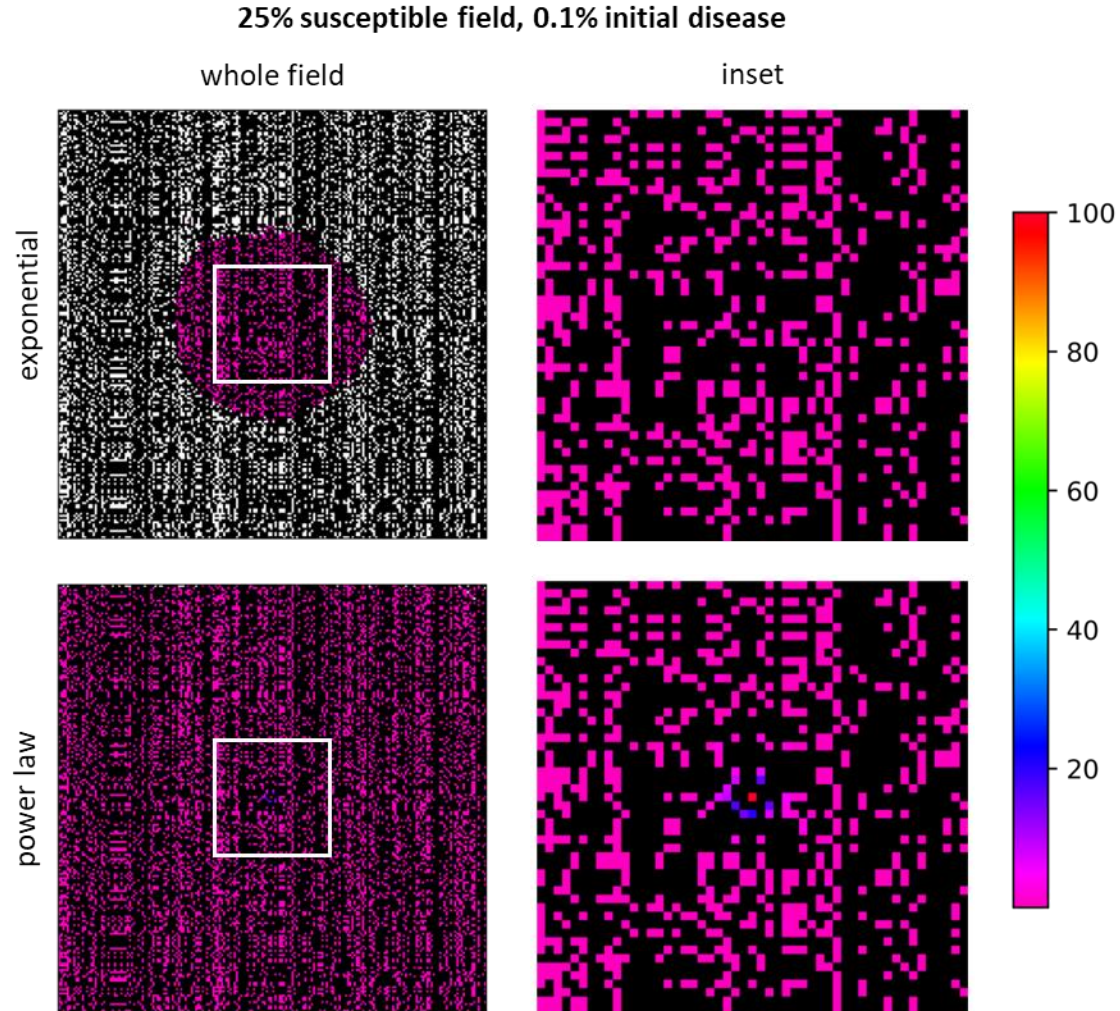 25% susceptible field, 0.1% initial disease
whole field
inset
exponential
power law
100
80
60
40
20